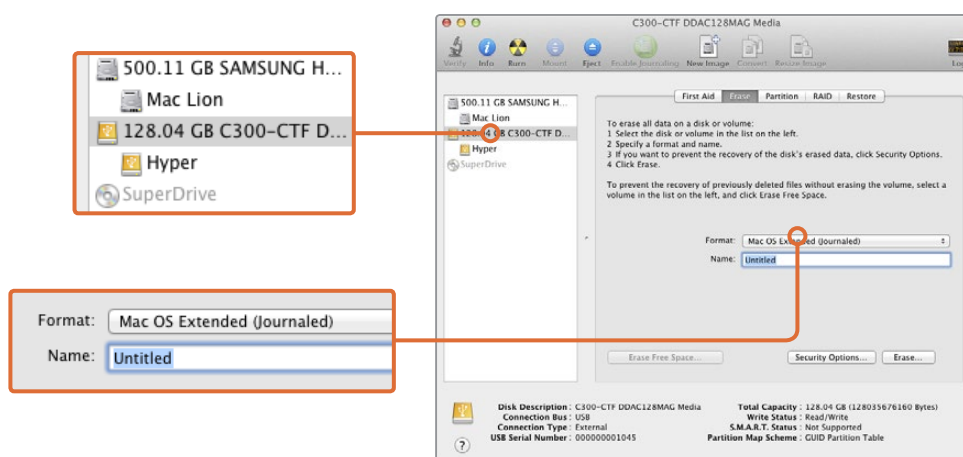 500.11 GB SAMSUNG H...
Mac Lion
128.04 GB C300-CTF D...
Hyper
SuperDrive
Format: Mac OS Extended (Journaled)
Name: Untitled
C300-CTF DDAC128MAG Media
Verify Info Burn Mount Eject Enable Journaling New Image Convert Resize Image
500.11 GB SAMSUNG H...
Mac Lion
128.04 GB C300-CTF D...
Hyper
SuperDrive
First Aid Erase Partition RAID Restore
To erase all data on a disk or volume:
1 Select the disk or volume in the list on the left.
2 Specify a format and name.
3 If you want to prevent the recovery of the disk's erased data, click Security Options.
4 Click Erase.
To prevent the recovery of previously deleted files without erasing the volume, select a
volume in the list on the left, and click Erase Free Space.
Format: Mac OS Extended (Journaled)
Name: Untitled
Erase Free Space... Security Options... Erase...
Disk Description : C300-CTF DDAC128MAG Media
Connection Bus : USB
Connection Type : External
USB Serial Number : 000000001045
Total Capacity : 128.04 GB (128035676160 Bytes)
Write Status : Read/Write
S.M.A.R.T. Status : Not Supported
Partition Map Scheme : GUID Partition Table
?